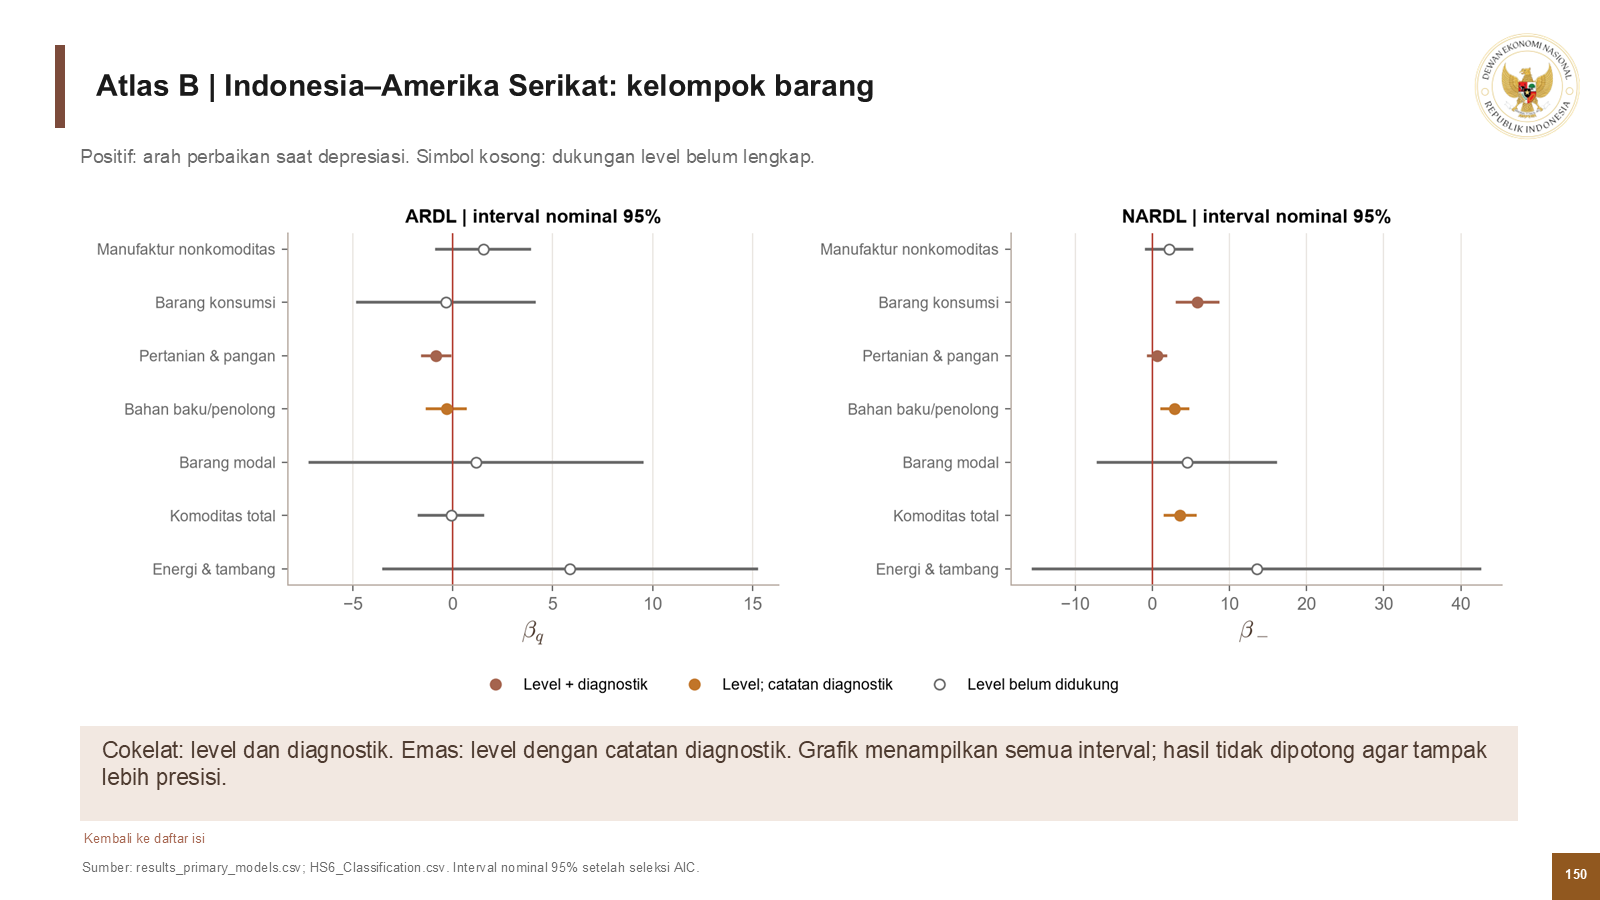 Atlas B | Indonesia–Amerika Serikat: kelompok barang
DEWAN EKONOMI NASIONAL
REPUBLIK INDONESIA
Positif: arah perbaikan saat depresiasi. Simbol kosong: dukungan level belum lengkap.
ARDL | interval nominal 95%
Manufaktur nonkomoditas
Barang konsumsi
Pertanian & pangan
Bahan baku/penolong
Barang modal
Komoditas total
Energi & tambang
−5 0 5 10 15
βq
NARDL | interval nominal 95%
Manufaktur nonkomoditas
Barang konsumsi
Pertanian & pangan
Bahan baku/penolong
Barang modal
Komoditas total
Energi & tambang
−10 0 10 20 30 40
β−
Level + diagnostik Level; catatan diagnostik Level belum didukung
Cokelat: level dan diagnostik. Emas: level dengan catatan diagnostik. Grafik menampilkan semua interval; hasil tidak dipotong agar tampak
lebih presisi.
Kembali ke daftar isi
Sumber: results_primary_models.csv; HS6_Classification.csv. Interval nominal 95% setelah seleksi AIC.
150